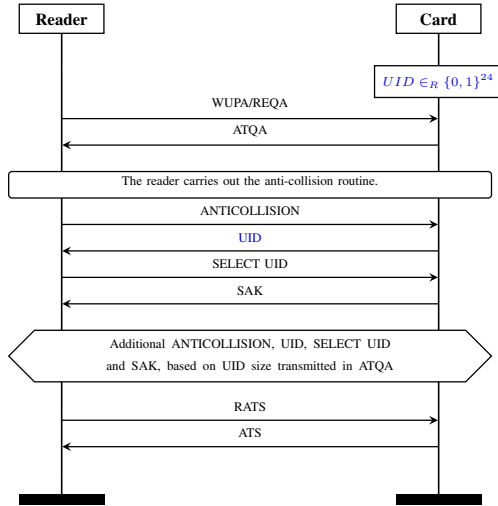 Reader
Card
UID ∈_R {0, 1}^24
WUPA/REQA
ATQA
The reader carries out the anti-collision routine.
ANTICOLLISION
UID
SELECT UID
SAK
Additional ANTICOLLISION, UID, SELECT UID
and SAK, based on UID size transmitted in ATQA
RATS
ATS